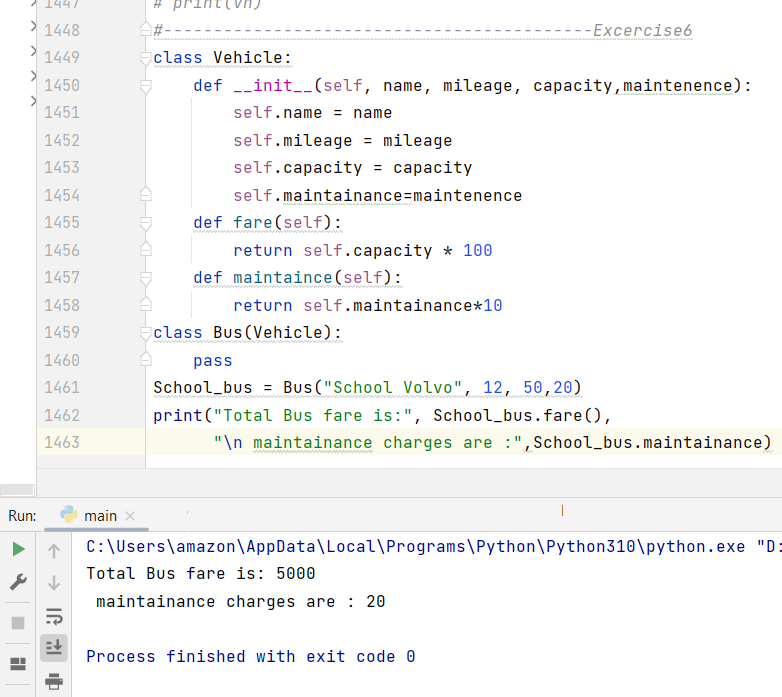 1447 # print(vh)
1448 #-------------------------------------------Excercise6
1449 class Vehicle:
1450     def __init__(self, name, mileage, capacity,maintenence):
1451         self.name = name
1452         self.mileage = mileage
1453         self.capacity = capacity
1454         self.maintainance=maintenence
1455     def fare(self):
1456         return self.capacity * 100
1457     def maintaince(self):
1458         return self.maintainance*10
1459 class Bus(Vehicle):
1460     pass
1461 School_bus = Bus("School Volvo", 12, 50,20)
1462 print("Total Bus fare is:", School_bus.fare(),
1463       "\n maintainance charges are :",School_bus.maintainance)
Run: main
C:\Users\amazon\AppData\Local\Programs\Python\Python310\python.exe "D:
Total Bus fare is: 5000
 maintainance charges are : 20
Process finished with exit code 0